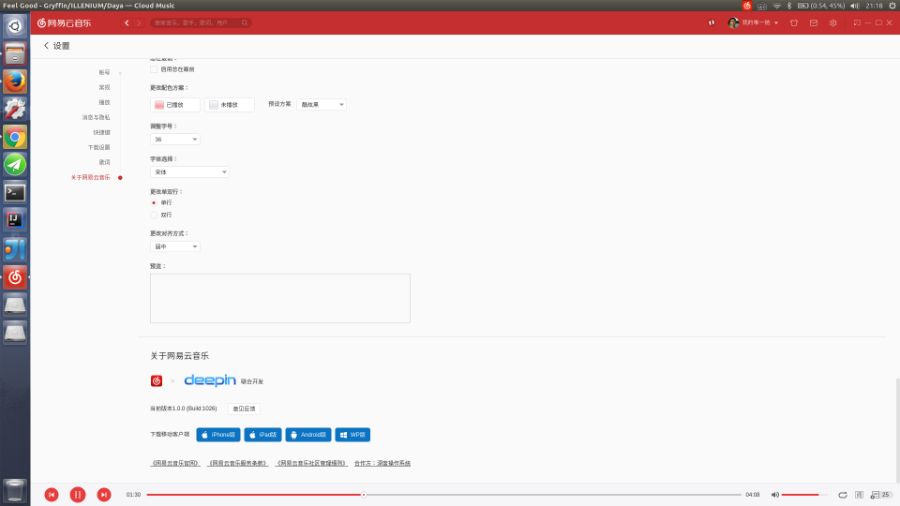 Feel Good - Gryffin/ILLENIUM/Daya — Cloud Music
(0:54, 45%) 21:18
网易云音乐
搜索音乐，歌手，歌词，用户
设置
启用总在最前
账号
常规
播放
消息与隐私
快捷键
下载设置
歌词
关于网易云音乐
更改配色方案：
已播放 未播放 预设方案 酷炫黑
调整字号：
36
字体选择：
宋体
更改单双行：
单行
双行
更改对齐方式：
居中
预览：
关于网易云音乐
deepin 联合开发
当前版本1.0.0 (Build:1026) 意见反馈
下载移动客户端 iPhone版 iPad版 Android版 WP版
《网易云音乐官网》 《网易云音乐服务条款》 《网易云音乐社区管理细则》 合作方：深度操作系统
01:30 04:08 词 25